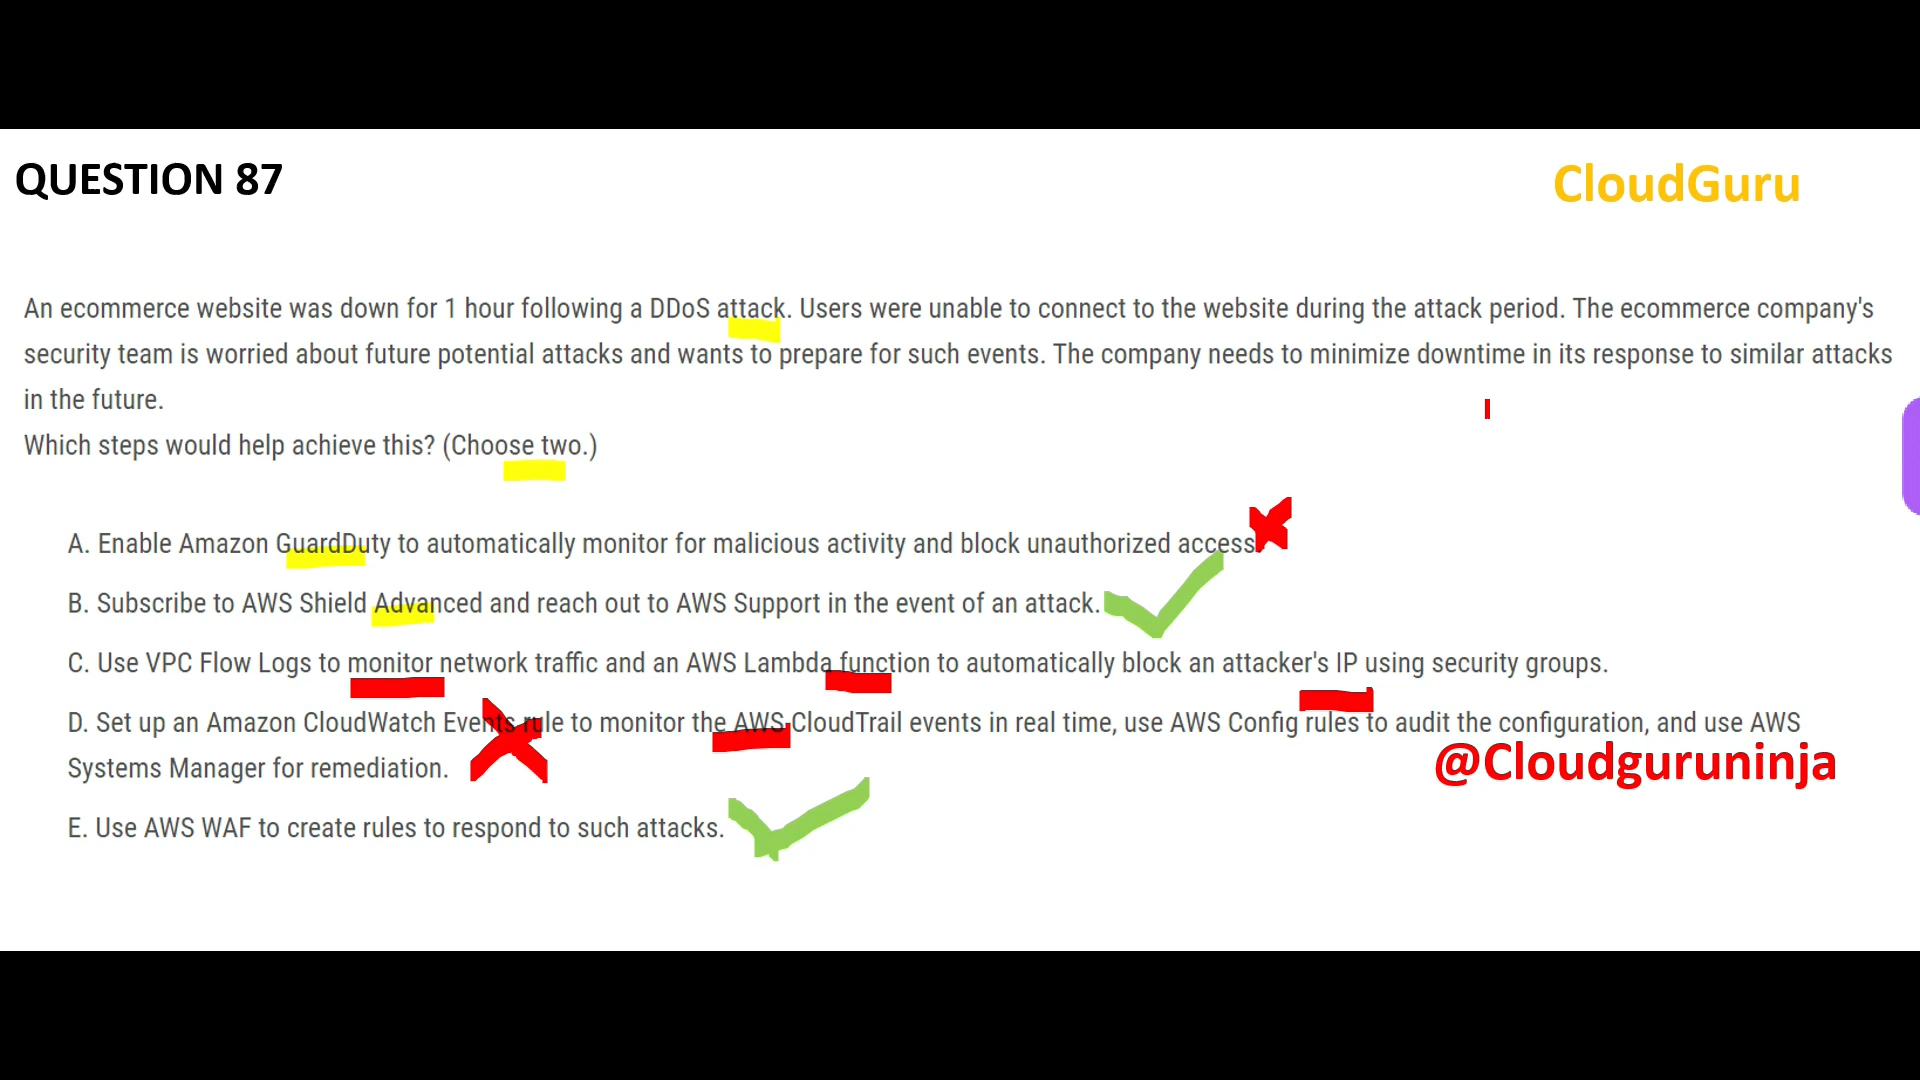 QUESTION 87
CloudGuru
An ecommerce website was down for 1 hour following a DDoS attack. Users were unable to connect to the website during the attack period. The ecommerce company's
security team is worried about future potential attacks and wants to prepare for such events. The company needs to minimize downtime in its response to similar attacks
in the future.
Which steps would help achieve this? (Choose two.)
A. Enable Amazon GuardDuty to automatically monitor for malicious activity and block unauthorized access.
B. Subscribe to AWS Shield Advanced and reach out to AWS Support in the event of an attack.
C. Use VPC Flow Logs to monitor network traffic and an AWS Lambda function to automatically block an attacker's IP using security groups.
D. Set up an Amazon CloudWatch Events rule to monitor the AWS CloudTrail events in real time, use AWS Config rules to audit the configuration, and use AWS
Systems Manager for remediation.
@Cloudguruninja
E. Use AWS WAF to create rules to respond to such attacks.